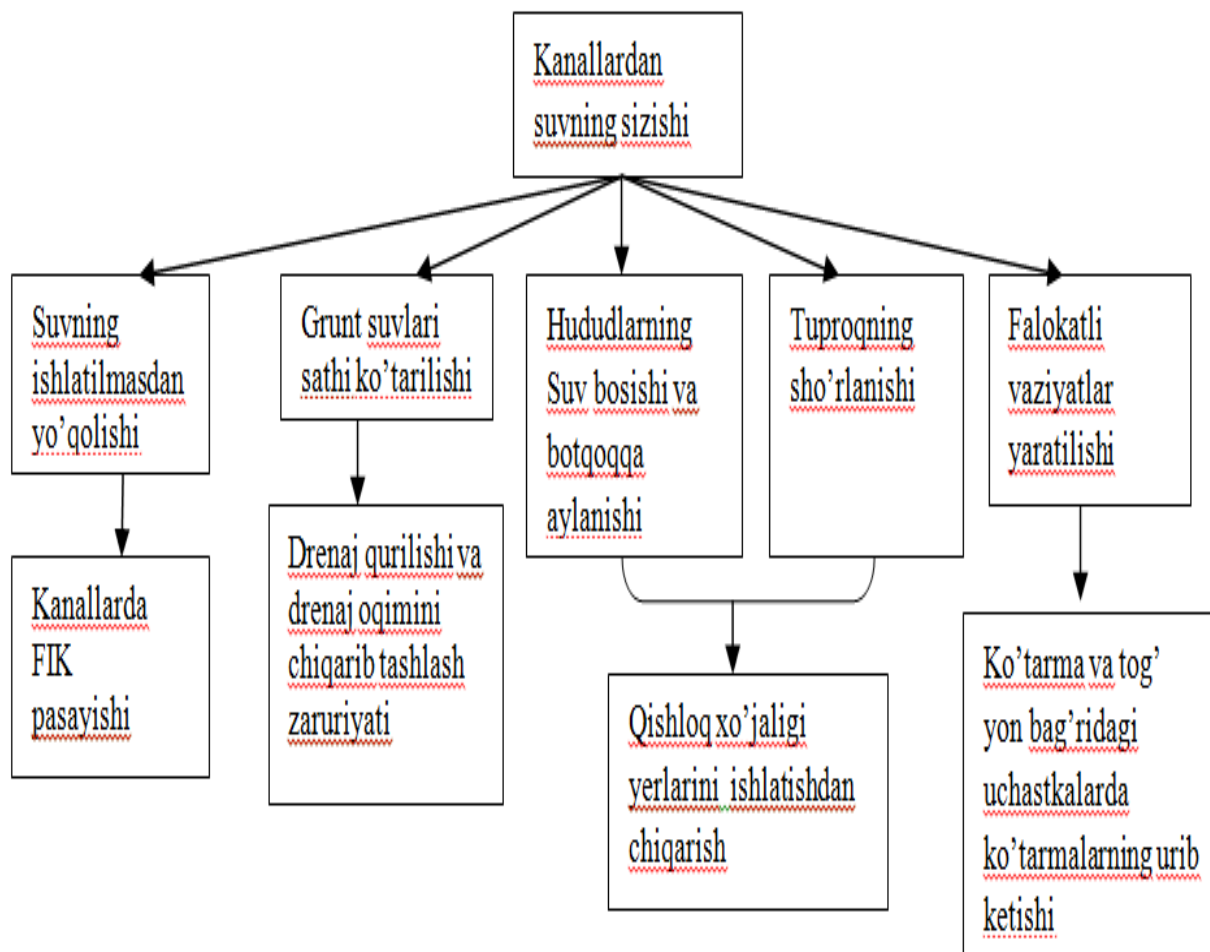 Kanallardan
suvning sizishi
Suvning
ishlatilmasdan
yo’qolishi
Grunt suvlari
sathi ko’tarilishi
Hududlarning
Suv bosishi va
botqoqqa
aylanishi
Tuproqning
sho’rlanishi
Falokatli
vaziyatlar
yaratilishi
Kanallarda
FIK
pasayishi
Drenaj qurilishi va
drenaj oqimini
chiqarib tashlash
zaruriyati
Qishloq xo’jaligi
yerlarini ishlatishdan
chiqarish
Ko’tarma va tog’
yon bag’ridagi
uchastkalarda
ko’tarmalarning urib
ketishi